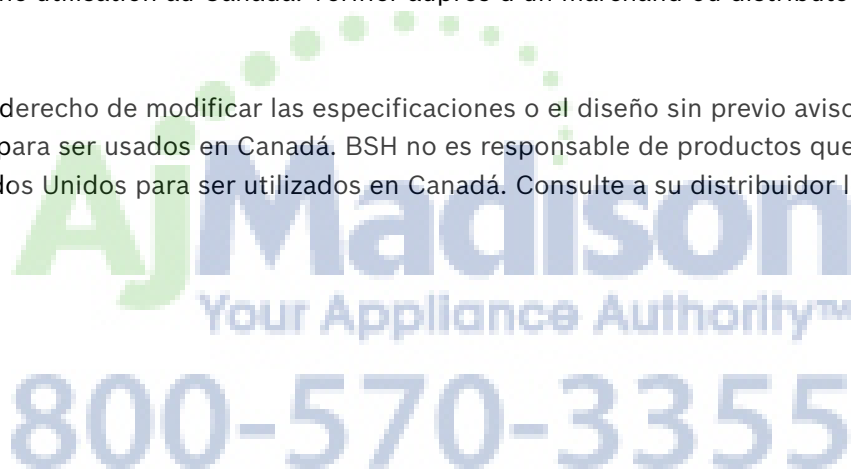 derecho de modificar las especificaciones o el diseño sin previo aviso
para ser usados en Canadá. BSH no es responsable de productos que
dos Unidos para ser utilizados en Canadá. Consulte a su distribuidor l
AjMadison
Your Appliance Authority™
800-570-3355